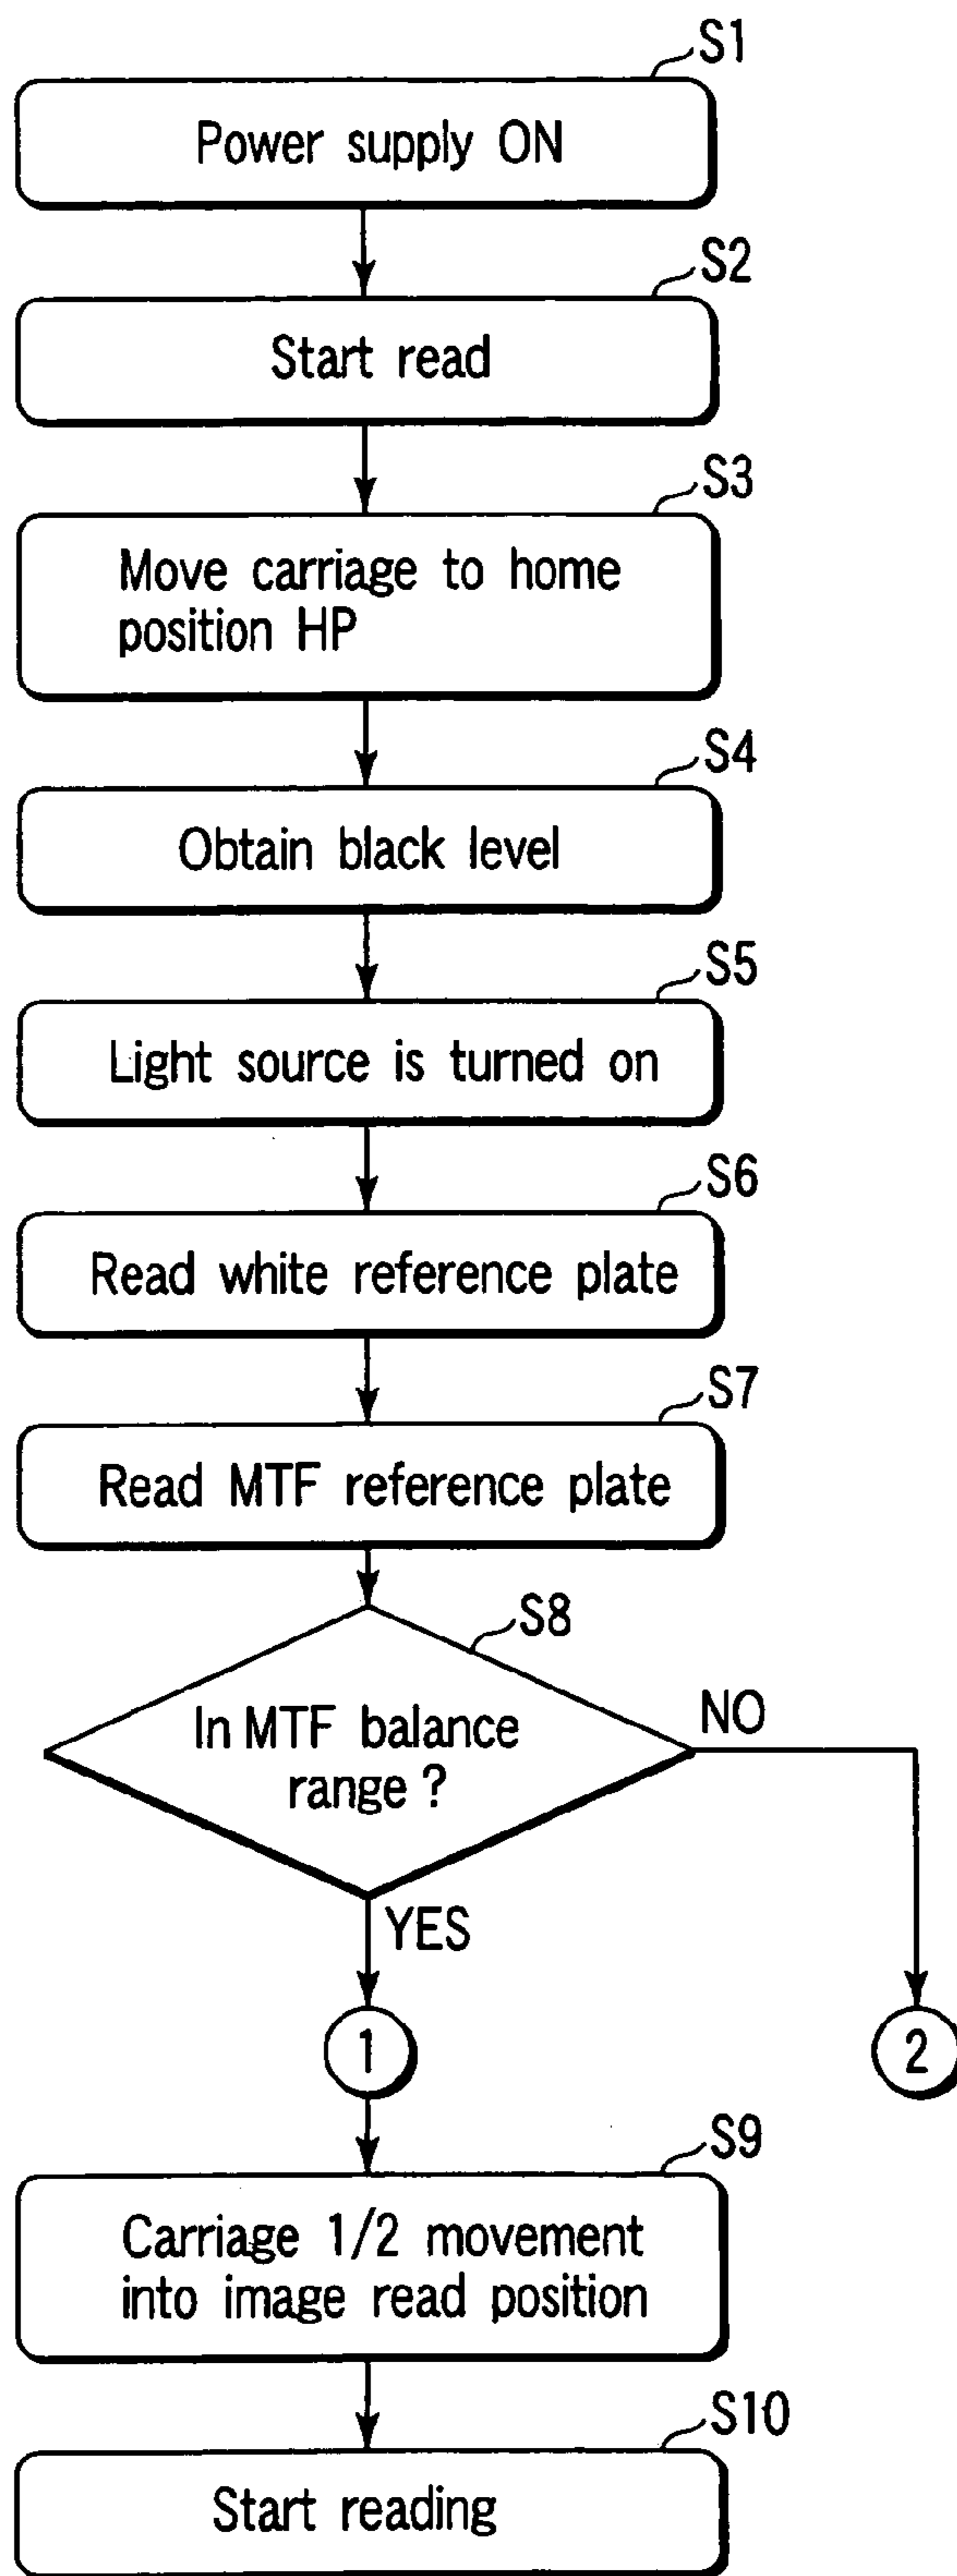 S1
Power supply ON
S2
Start read
S3
Move carriage to home
position HP
S4
Obtain black level
S5
Light source is turned on
S6
Read white reference plate
S7
Read MTF reference plate
S8
In MTF balance
range ?
NO
YES
1
2
S9
Carriage 1/2 movement
into image read position
S10
Start reading